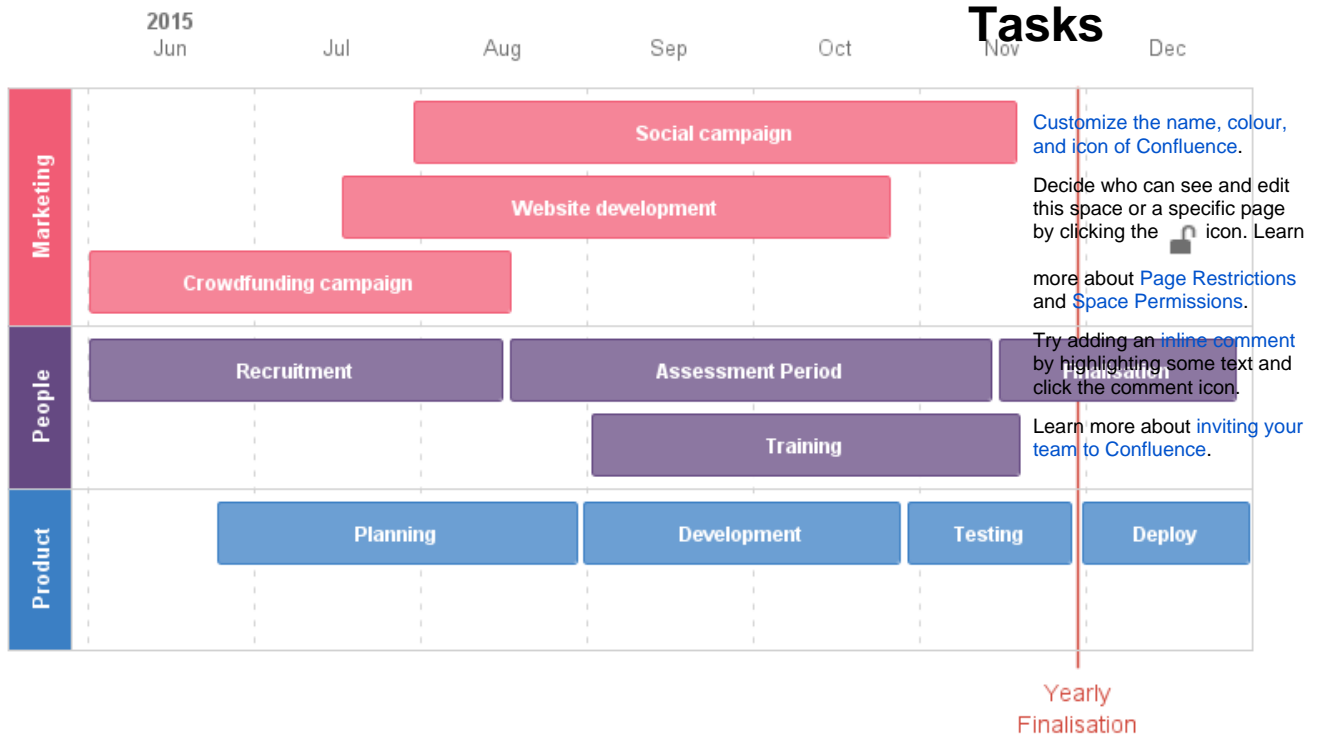 Tasks
2015
Jun Jul Aug Sep Oct Nov Dec
Marketing
Social campaign
Website development
Crowdfunding campaign
People
Recruitment
Assessment Period
Finalisation
Training
Product
Planning
Development
Testing
Deploy
Yearly
Finalisation
Customize the name, colour,
and icon of Confluence.
Decide who can see and edit
this space or a specific page
by clicking the icon. Learn
more about Page Restrictions
and Space Permissions.
Try adding an inline comment
by highlighting some text and
click the comment icon.
Learn more about inviting your
team to Confluence.